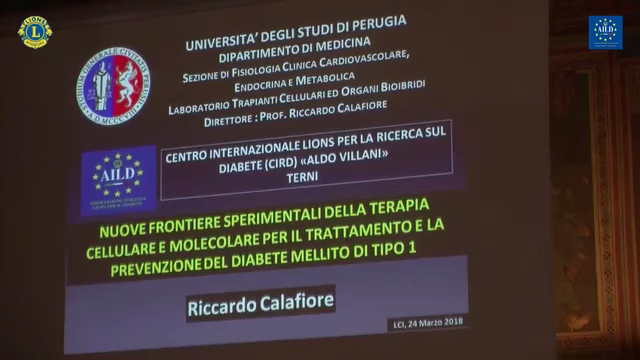 UNIVERSITA' DEGLI STUDI DI PERUGIA
DIPARTIMENTO DI MEDICINA
SEZIONE DI FISIOLOGIA CLINICA CARDIOVASCOLARE,
ENDOCRINA E METABOLICA
LABORATORIO TRAPIANTI CELLULARI ED ORGANI BIOIBRIDI
DIRETTORE : PROF. RICCARDO CALAFIORE
CENTRO INTERNAZIONALE LIONS PER LA RICERCA SUL
DIABETE (CIRD) «ALDO VILLANI»
TERNI
AILD
NUOVE FRONTIERE SPERIMENTALI DELLA TERAPIA
CELLULARE E MOLECOLARE PER IL TRATTAMENTO E LA
PREVENZIONE DEL DIABETE MELLITO DI TIPO 1
Riccardo Calafiore
LCI, 24 Marzo 2018
LIONS
L
AILD